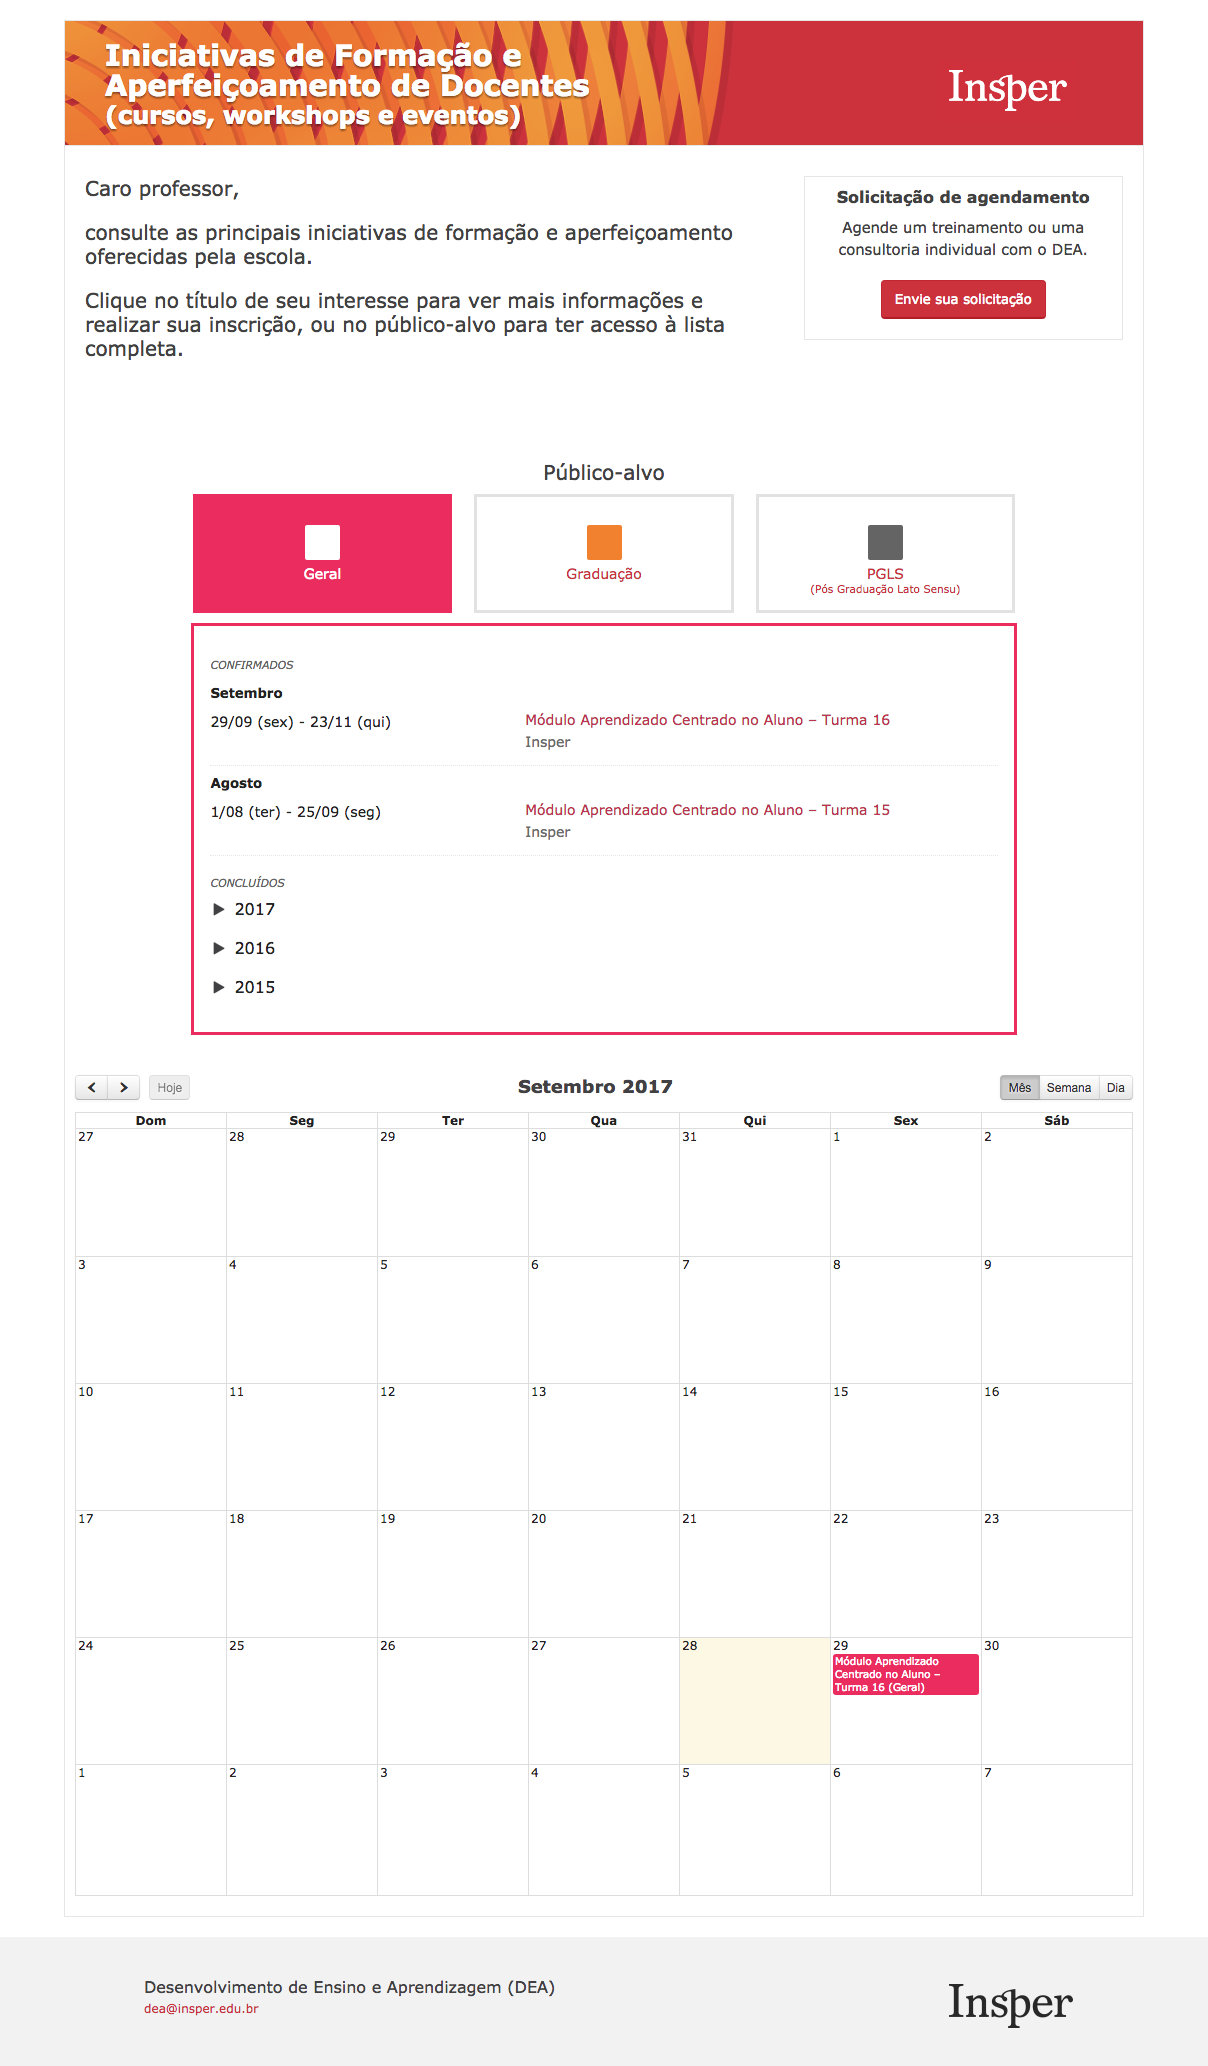 Iniciativas de Formação e
Aperfeiçoamento de Docentes
(cursos, workshops e eventos)
Insper
Caro professor,
consulte as principais iniciativas de formação e aperfeiçoamento
oferecidas pela escola.
Clique no título de seu interesse para ver mais informações e
realizar sua inscrição, ou no público-alvo para ter acesso à lista
completa.
Solicitação de agendamento
Agende um treinamento ou uma
consultoria individual com o DEA.
Envie sua solicitação
Público-alvo
Geral
Graduação
PGLS
(Pós Graduação Lato Sensu)
CONFIRMADOS
Setembro
29/09 (sex) - 23/11 (qui)
Módulo Aprendizado Centrado no Aluno – Turma 16
Insper
Agosto
1/08 (ter) - 25/09 (seg)
Módulo Aprendizado Centrado no Aluno – Turma 15
Insper
CONCLUÍDOS
2017
2016
2015
Hoje
Setembro 2017
Mês Semana Dia
Dom Seg Ter Qua Qui Sex Sáb
27 28 29 30 31 1 2
3 4 5 6 7 8 9
10 11 12 13 14 15 16
17 18 19 20 21 22 23
24 25 26 27 28 29 30
Módulo Aprendizado
Centrado no Aluno –
Turma 16 (Geral)
1 2 3 4 5 6 7
Desenvolvimento de Ensino e Aprendizagem (DEA)
dea@insper.edu.br
Insper